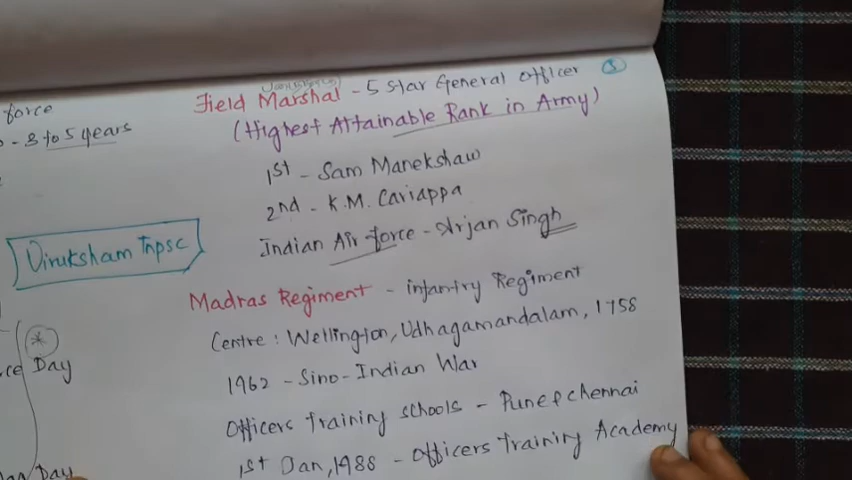 force
- 3 to 5 years
Viruksham Tnpsc
*
ce Day
Day
Field Marshal - 5 Star General Officer
(Highest Attainable Rank in Army)
1st - Sam Manekshaw
2nd - K.M. Cariappa
Indian Air force - Arjan Singh
Madras Regiment - infantry Regiment
Centre : Wellington, Udhagamandalam, 1758
1962 - Sino-Indian War
Officers Training schools - Pune & Chennai
1st Jan, 1988 - Officers Training Academy